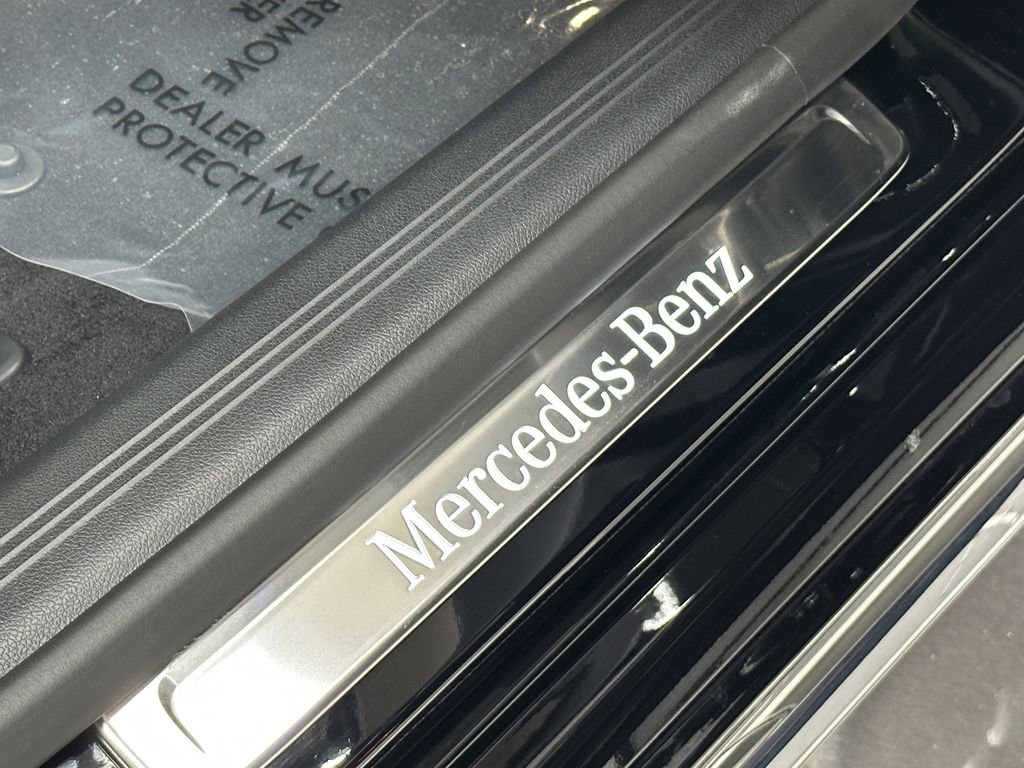 REMOVE
DEALER MUS
PROTECTIVE
Mercedes-Benz